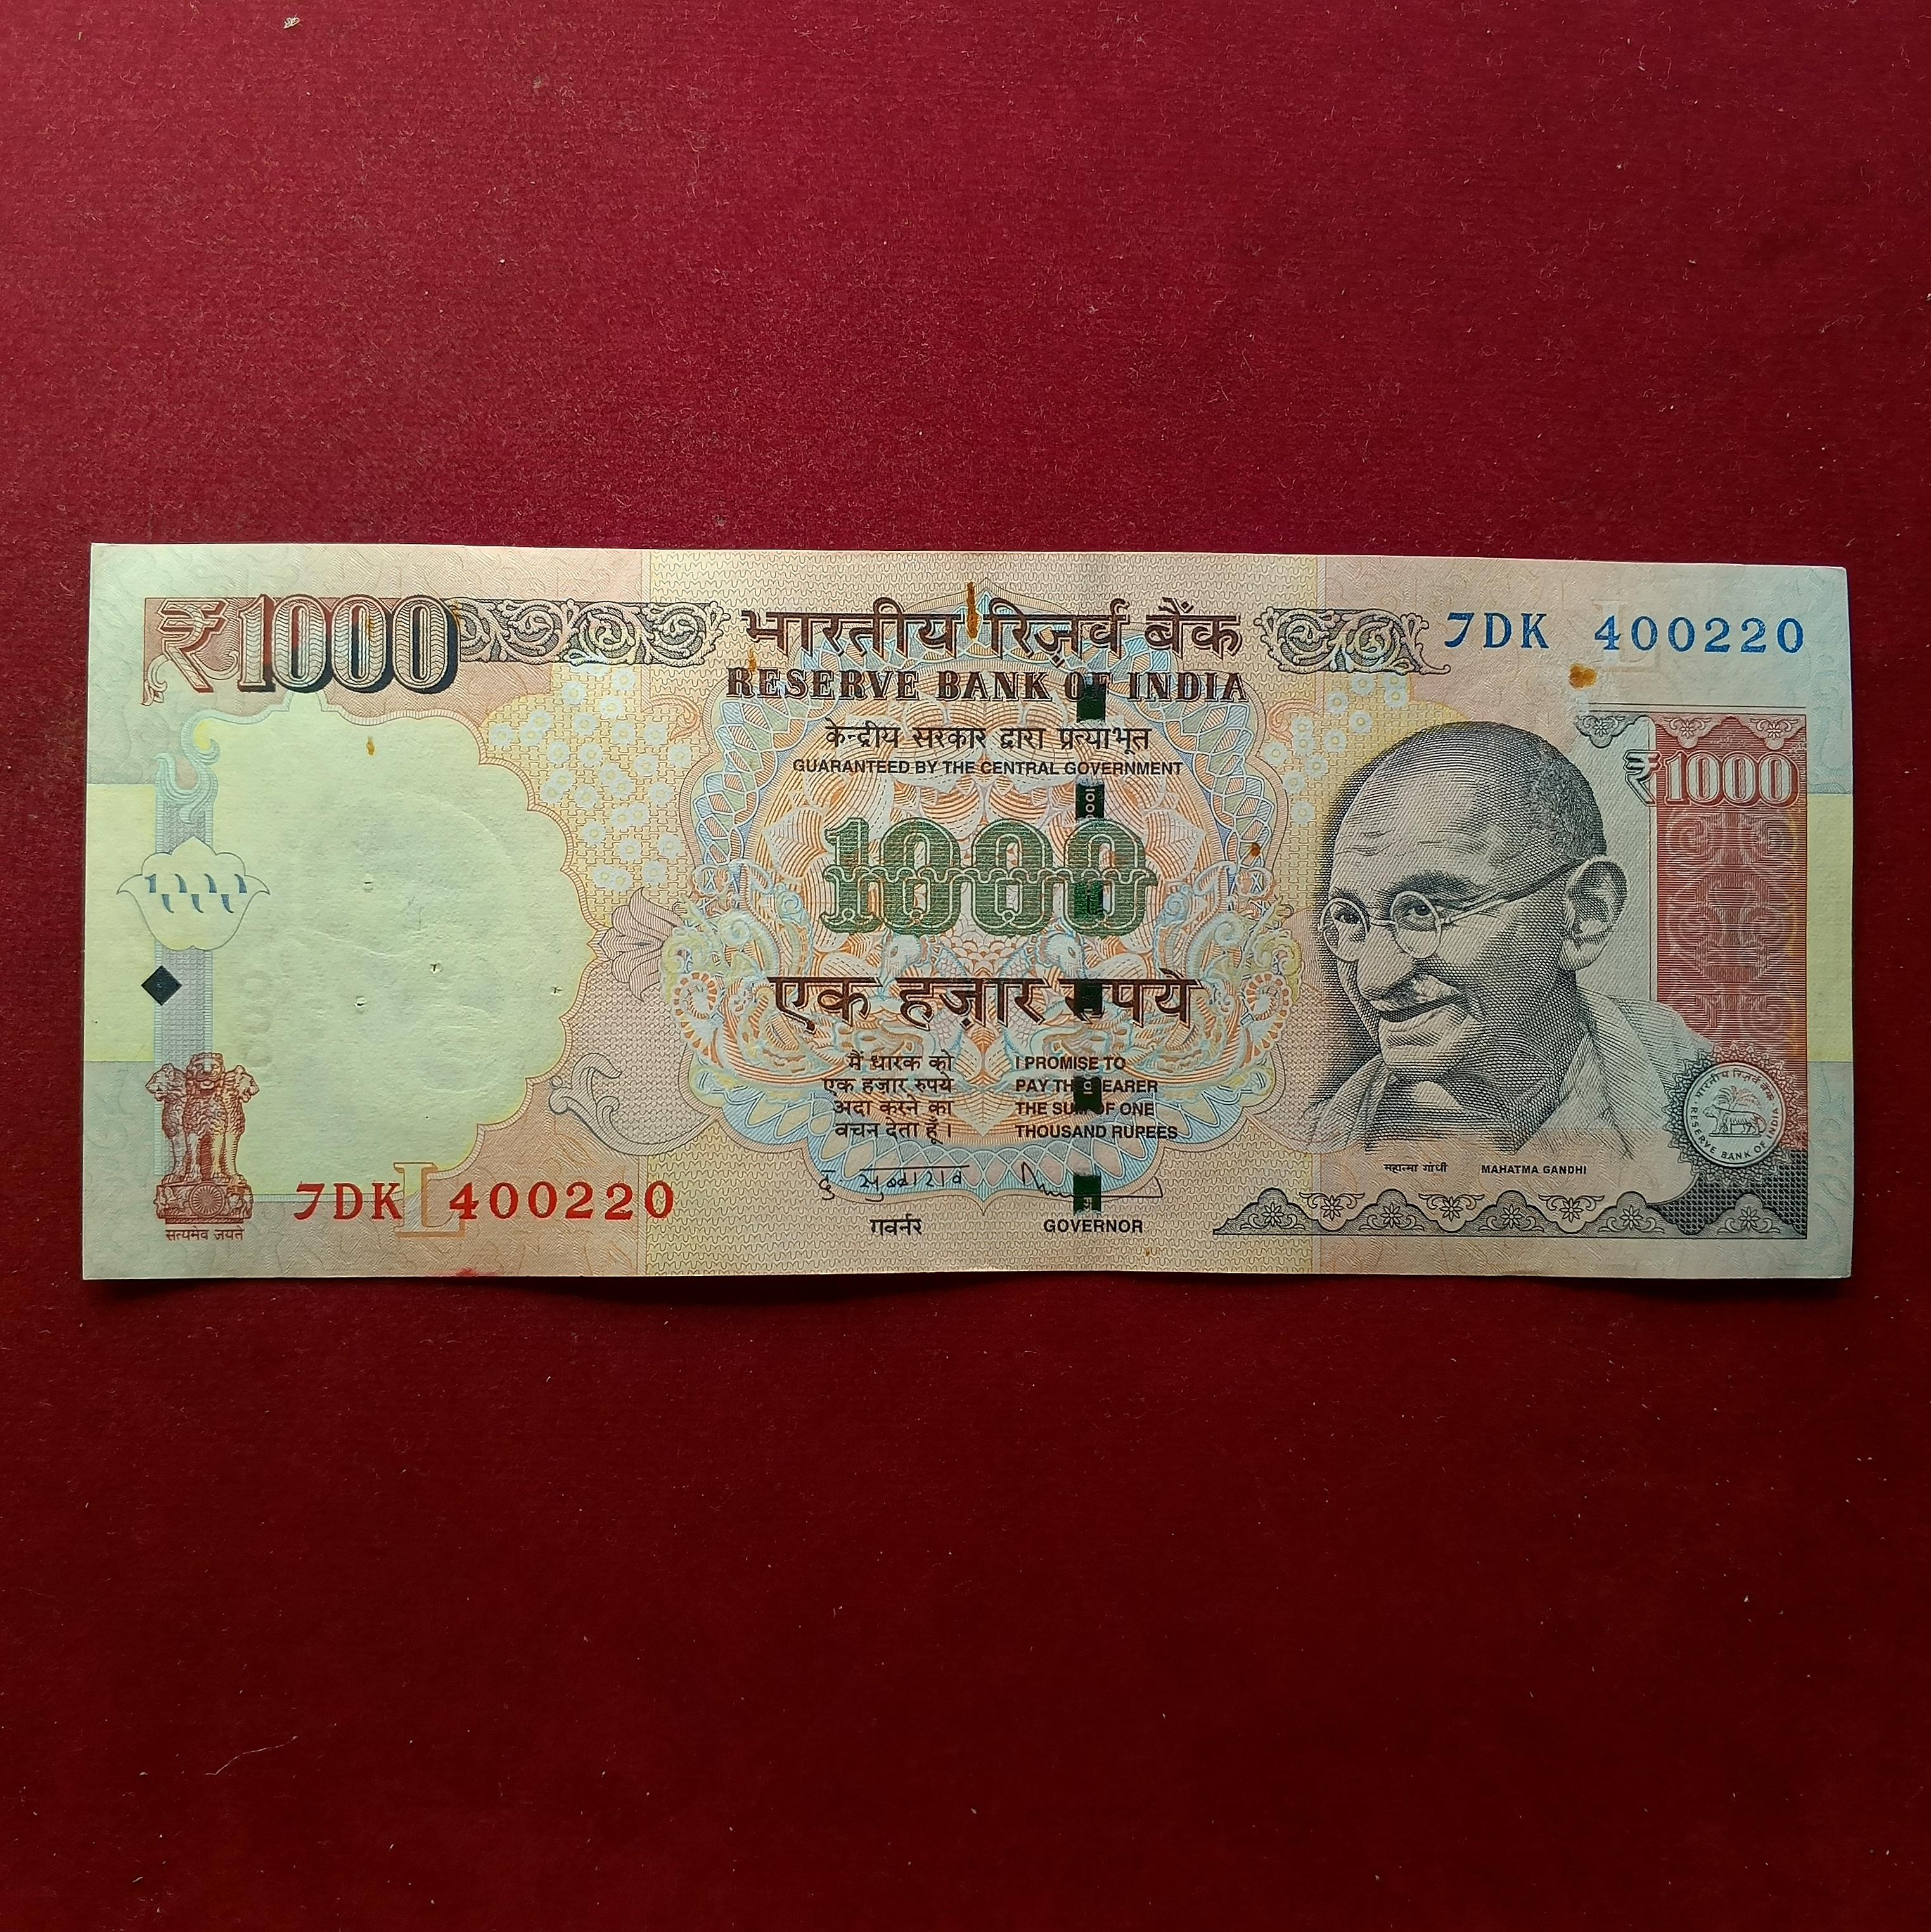 ₹1000
भारतीय रिज़र्व बैंक
RESERVE BANK OF INDIA
7DK 400220
केन्द्रीय सरकार द्वारा प्रत्याभूत
GUARANTEED BY THE CENTRAL GOVERNMENT
₹1000
1000
एक हज़ार रुपये
मैं धारक को
एक हज़ार रुपये
अदा करने का
वचन देता हूँ।
I PROMISE TO
PAY THE BEARER
THE SUM OF ONE
THOUSAND RUPEES
गवर्नर
GOVERNOR
महात्मा गांधी
MAHATMA GANDHI
भारतीय रिज़र्व बैंक
RESERVE BANK OF INDIA
L
7DK 400220
सत्यमेव जयते